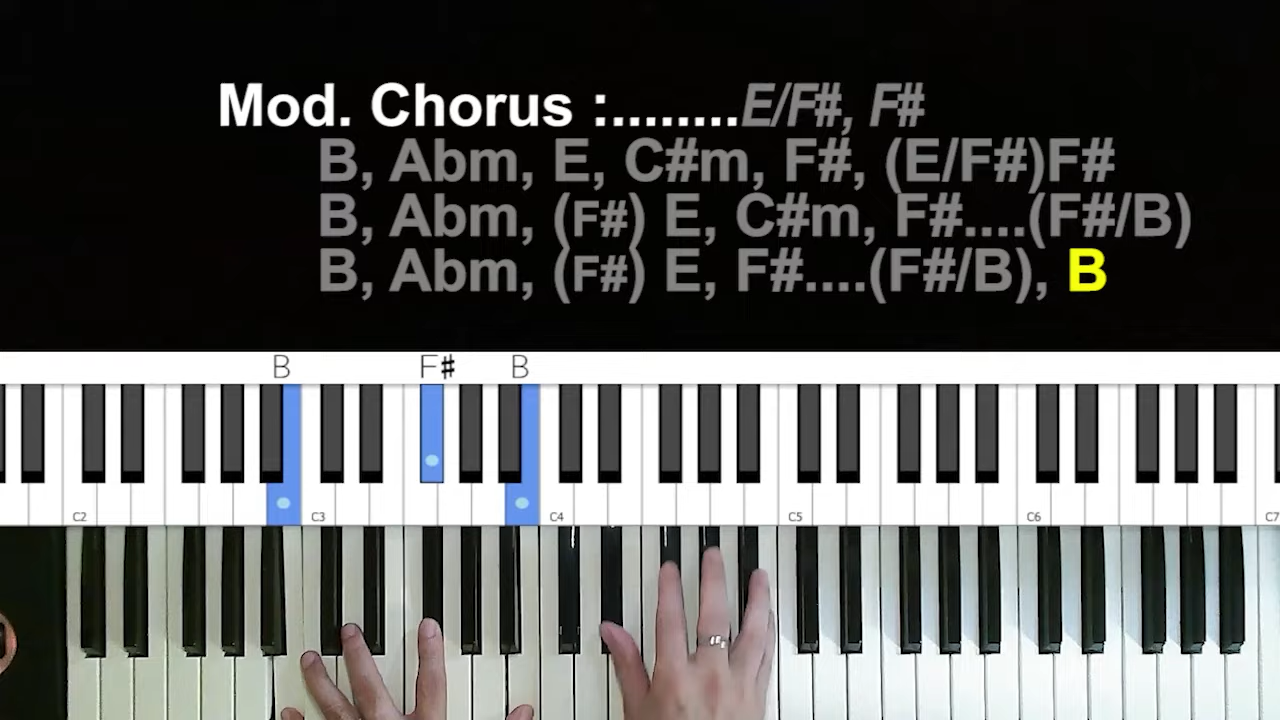 Mod. Chorus :........E/F#, F#
B, Abm, E, C#m, F#, (E/F#)F#
B, Abm, (F#) E, C#m, F#....(F#/B)
B, Abm, (F#) E, F#....(F#/B), B
B F# B
C2 C3 C4 C5 C6 C7